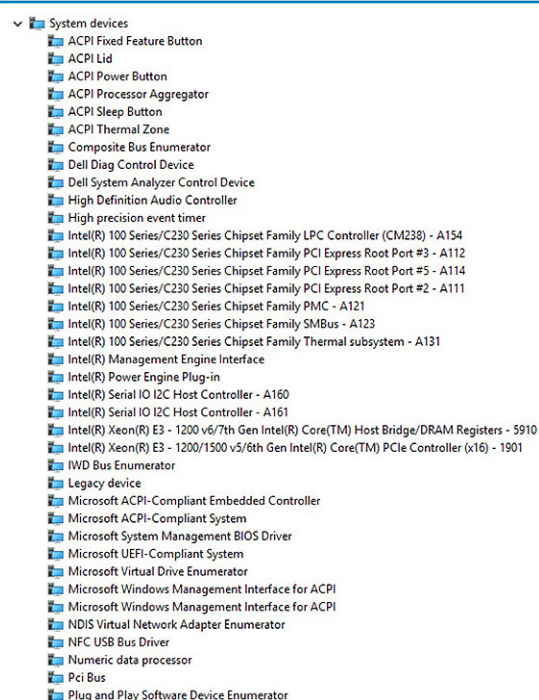 System devices
ACPI Fixed Feature Button
ACPI Lid
ACPI Power Button
ACPI Processor Aggregator
ACPI Sleep Button
ACPI Thermal Zone
Composite Bus Enumerator
Dell Diag Control Device
Dell System Analyzer Control Device
High Definition Audio Controller
High precision event timer
Intel(R) 100 Series/C230 Series Chipset Family LPC Controller (CM238) - A154
Intel(R) 100 Series/C230 Series Chipset Family PCI Express Root Port #3 - A112
Intel(R) 100 Series/C230 Series Chipset Family PCI Express Root Port #5 - A114
Intel(R) 100 Series/C230 Series Chipset Family PCI Express Root Port #2 - A111
Intel(R) 100 Series/C230 Series Chipset Family PMC - A121
Intel(R) 100 Series/C230 Series Chipset Family SMBus - A123
Intel(R) 100 Series/C230 Series Chipset Family Thermal subsystem - A131
Intel(R) Management Engine Interface
Intel(R) Power Engine Plug-in
Intel(R) Serial IO I2C Host Controller - A160
Intel(R) Serial IO I2C Host Controller - A161
Intel(R) Xeon(R) E3 - 1200 v6/7th Gen Intel(R) Core(TM) Host Bridge/DRAM Registers - 5910
Intel(R) Xeon(R) E3 - 1200/1500 v5/6th Gen Intel(R) Core(TM) PCIe Controller (x16) - 1901
IWD Bus Enumerator
Legacy device
Microsoft ACPI-Compliant Embedded Controller
Microsoft ACPI-Compliant System
Microsoft System Management BIOS Driver
Microsoft UEFI-Compliant System
Microsoft Virtual Drive Enumerator
Microsoft Windows Management Interface for ACPI
Microsoft Windows Management Interface for ACPI
NDIS Virtual Network Adapter Enumerator
NFC USB Bus Driver
Numeric data processor
Pci Bus
Plug and Play Software Device Enumerator